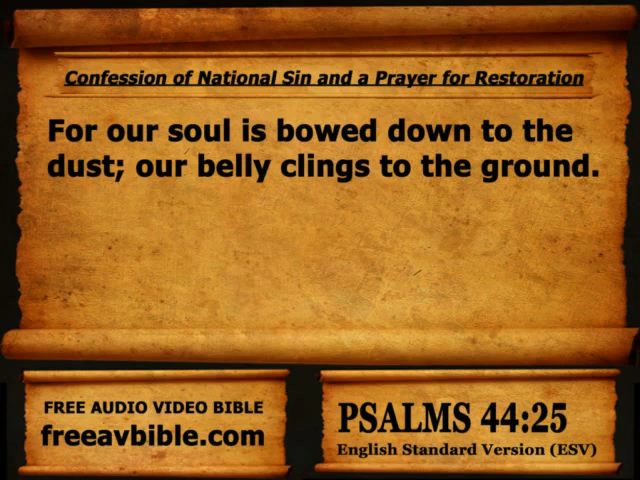 Confession of National Sin and a Prayer for Restoration
For our soul is bowed down to the
dust; our belly clings to the ground.
FREE AUDIO VIDEO BIBLE
freeavbible.com
PSALMS 44:25
English Standard Version (ESV)